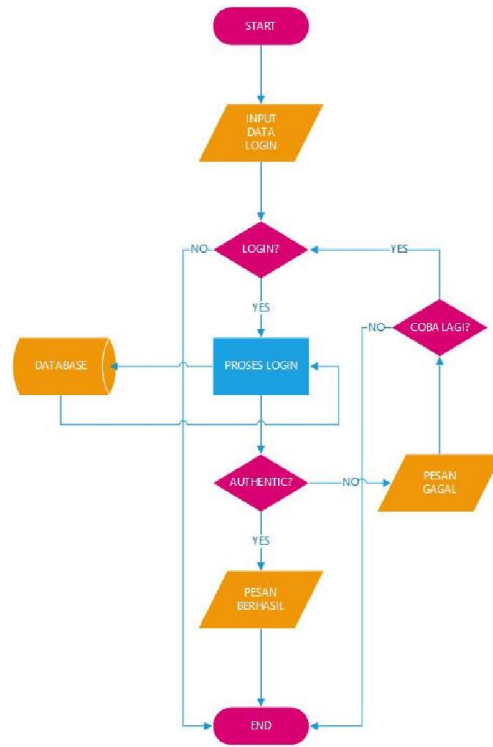 START
INPUT
DATA
LOGIN
NO
LOGIN?
YES
YES
NO
COBA LAGI?
DATABASE
PROSES LOGIN
AUTHENTIC?
NO
PESAN
GAGAL
YES
PESAN
BERHASIL
END